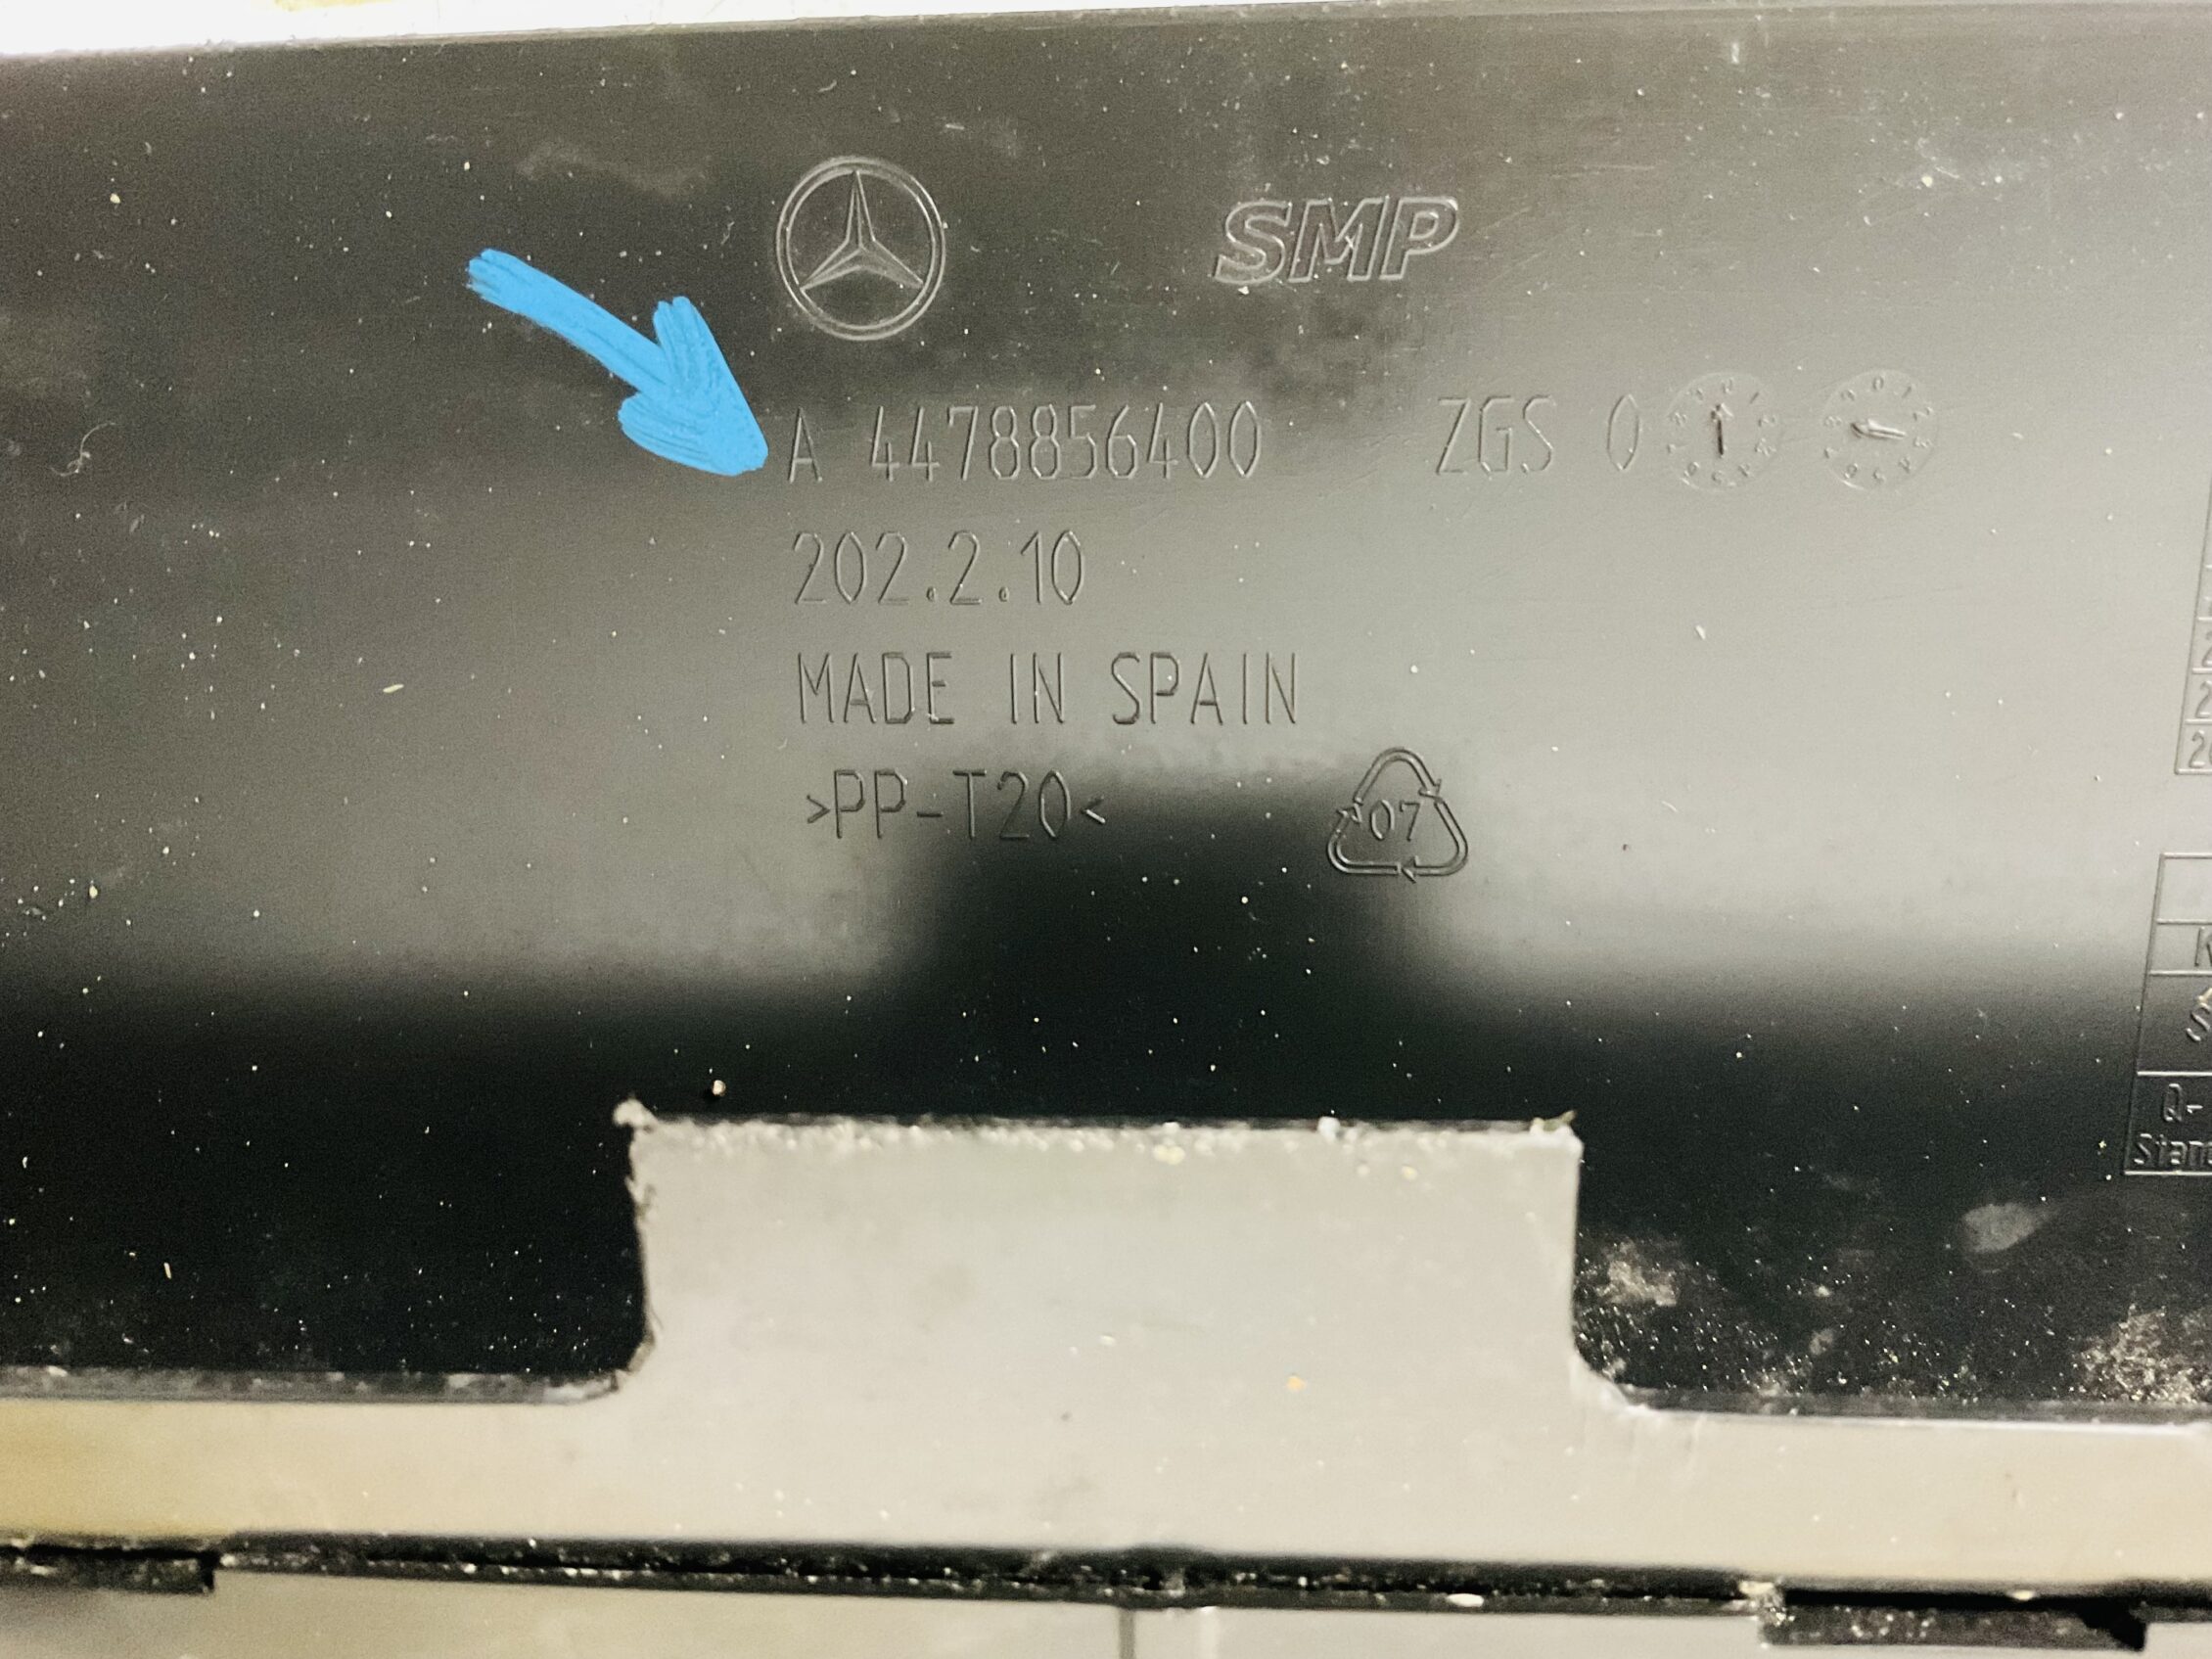 SMP
A 4478856400 ZGS 0
202.2.10
MADE IN SPAIN
>PP-T20<
07
Q-